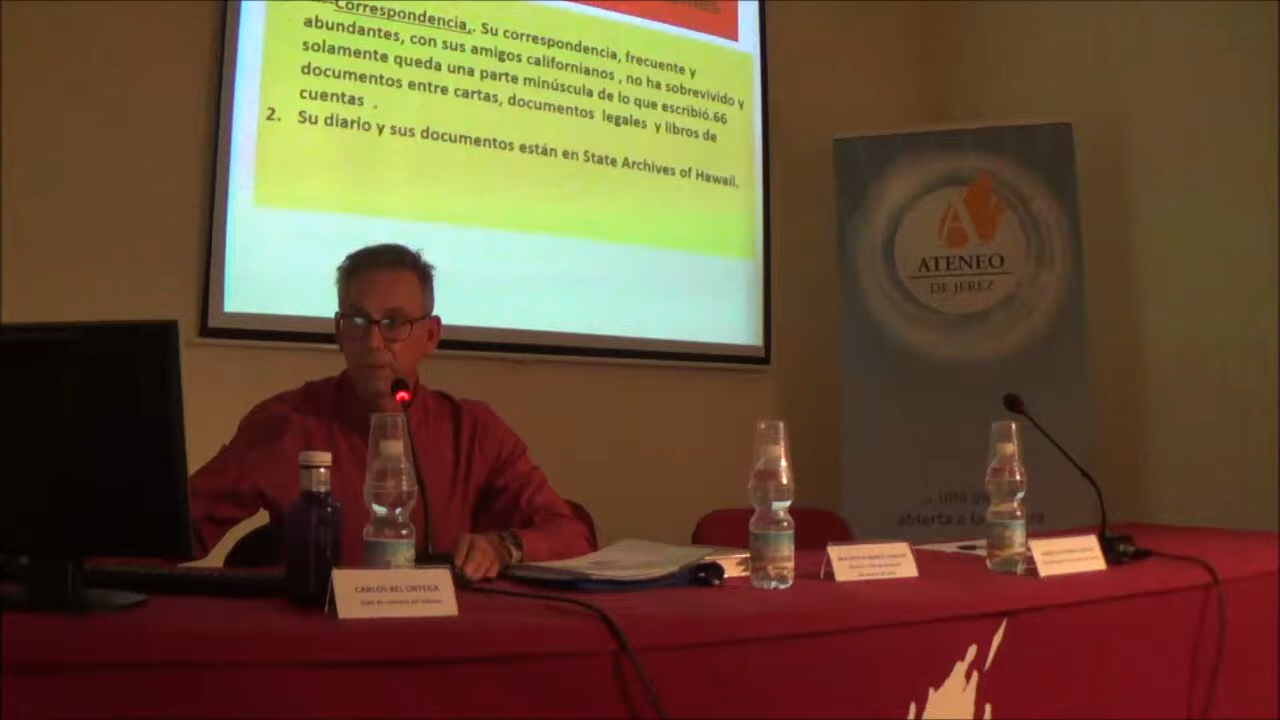 Correspondencia,. Su correspondencia, frecuente y
abundantes, con sus amigos californianos , no ha sobrevivido y
solamente queda una parte minúscula de lo que escribió.66
documentos entre cartas, documentos legales y libros de
cuentas .
2. Su diario y sus documentos están en State Archives of Hawaii.
A
ATENEO
DE JEREZ
... una
abierta a la
CARLOS BEL ORTEGA